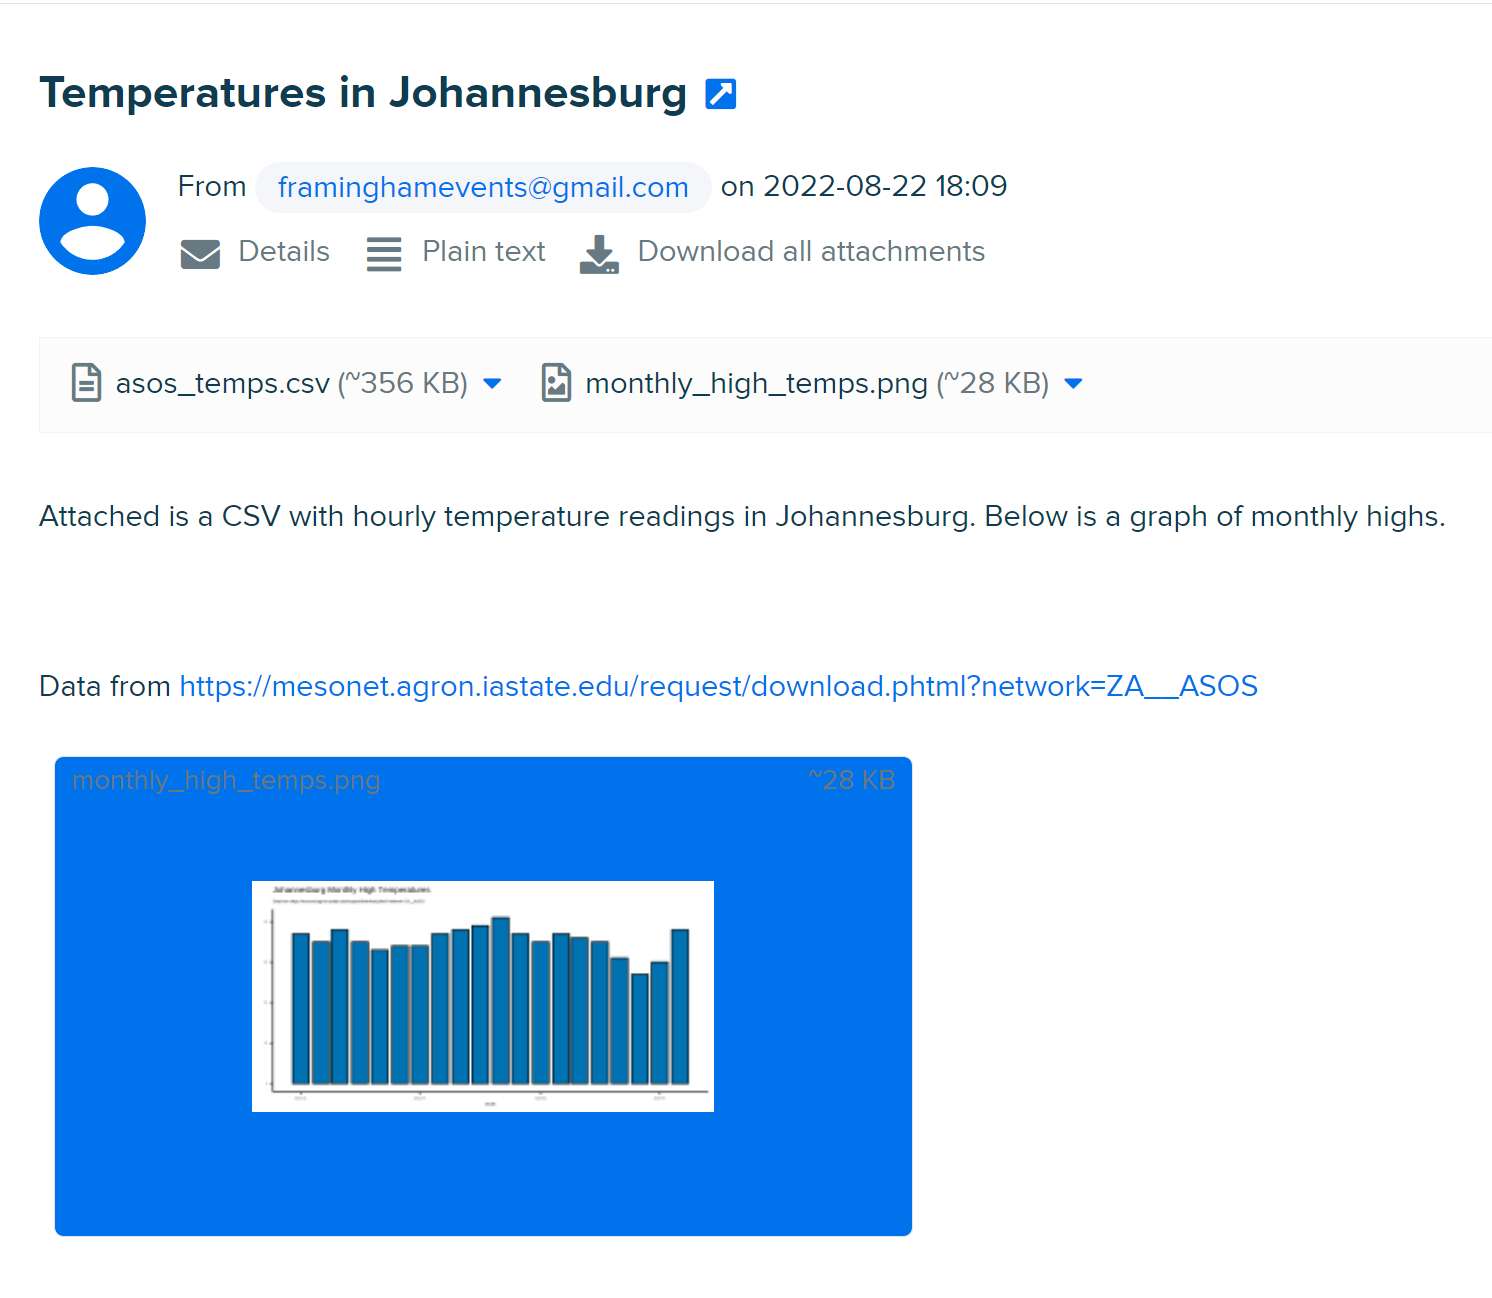 Temperatures in Johannesburg
From framinghamevents@gmail.com on 2022-08-22 18:09
Details Plain text Download all attachments
asos_temps.csv (~356 KB) monthly_high_temps.png (~28 KB)
Attached is a CSV with hourly temperature readings in Johannesburg. Below is a graph of monthly highs.
Data from https://mesonet.agron.iastate.edu/request/download.phtml?network=ZA__ASOS
monthly_high_temps.png ~28 KB
Johannesburg Monthly High Temperatures